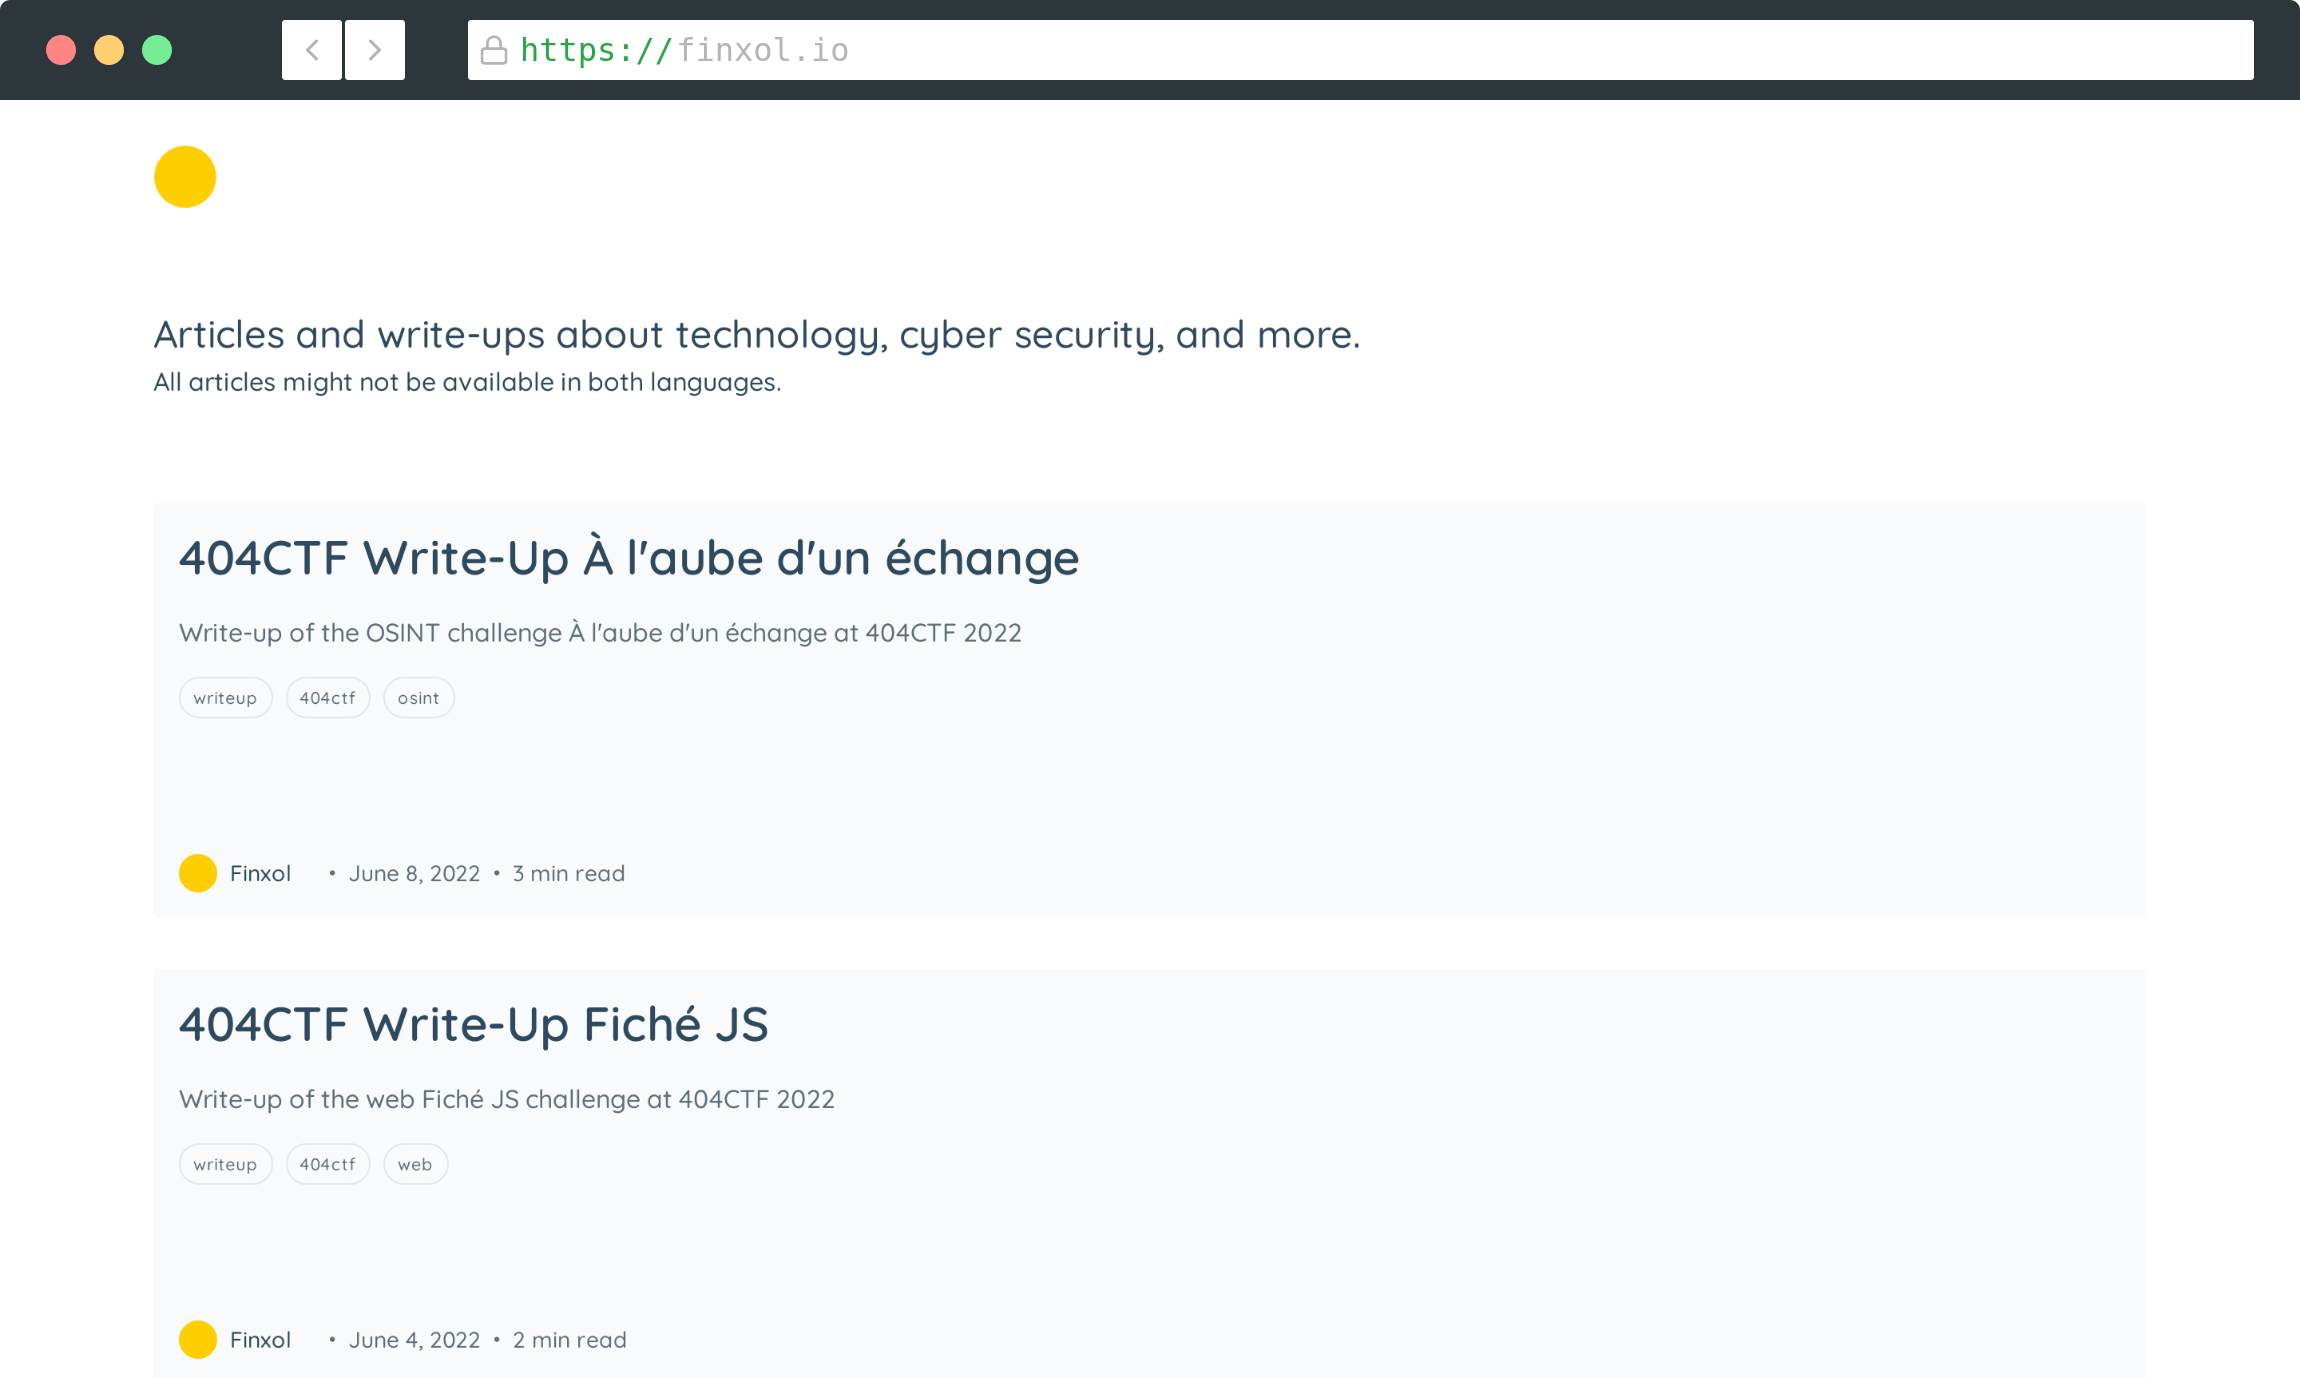 https://finxol.io
Articles and write-ups about technology, cyber security, and more.
All articles might not be available in both languages.
404CTF Write-Up À l'aube d'un échange
Write-up of the OSINT challenge À l'aube d'un échange at 404CTF 2022
writeup 404ctf osint
Finxol • June 8, 2022 • 3 min read
404CTF Write-Up Fiché JS
Write-up of the web Fiché JS challenge at 404CTF 2022
writeup 404ctf web
Finxol • June 4, 2022 • 2 min read